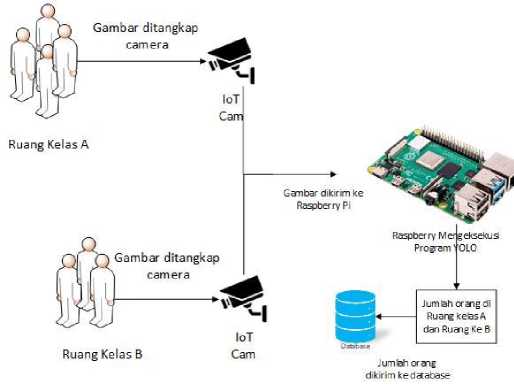 Gambar ditangkap
camera
IoT
Cam
Ruang Kelas A
Gambar dikirim ke
Raspberry Pi
Raspberry Mengeksekusi
Program YOLO
Gambar ditangkap
camera
IoT
Cam
Ruang Kelas B
Jumlah orang di
Ruang kelas A
dan Ruang Ke B
Database
Jumlah orang
dikirim ke database